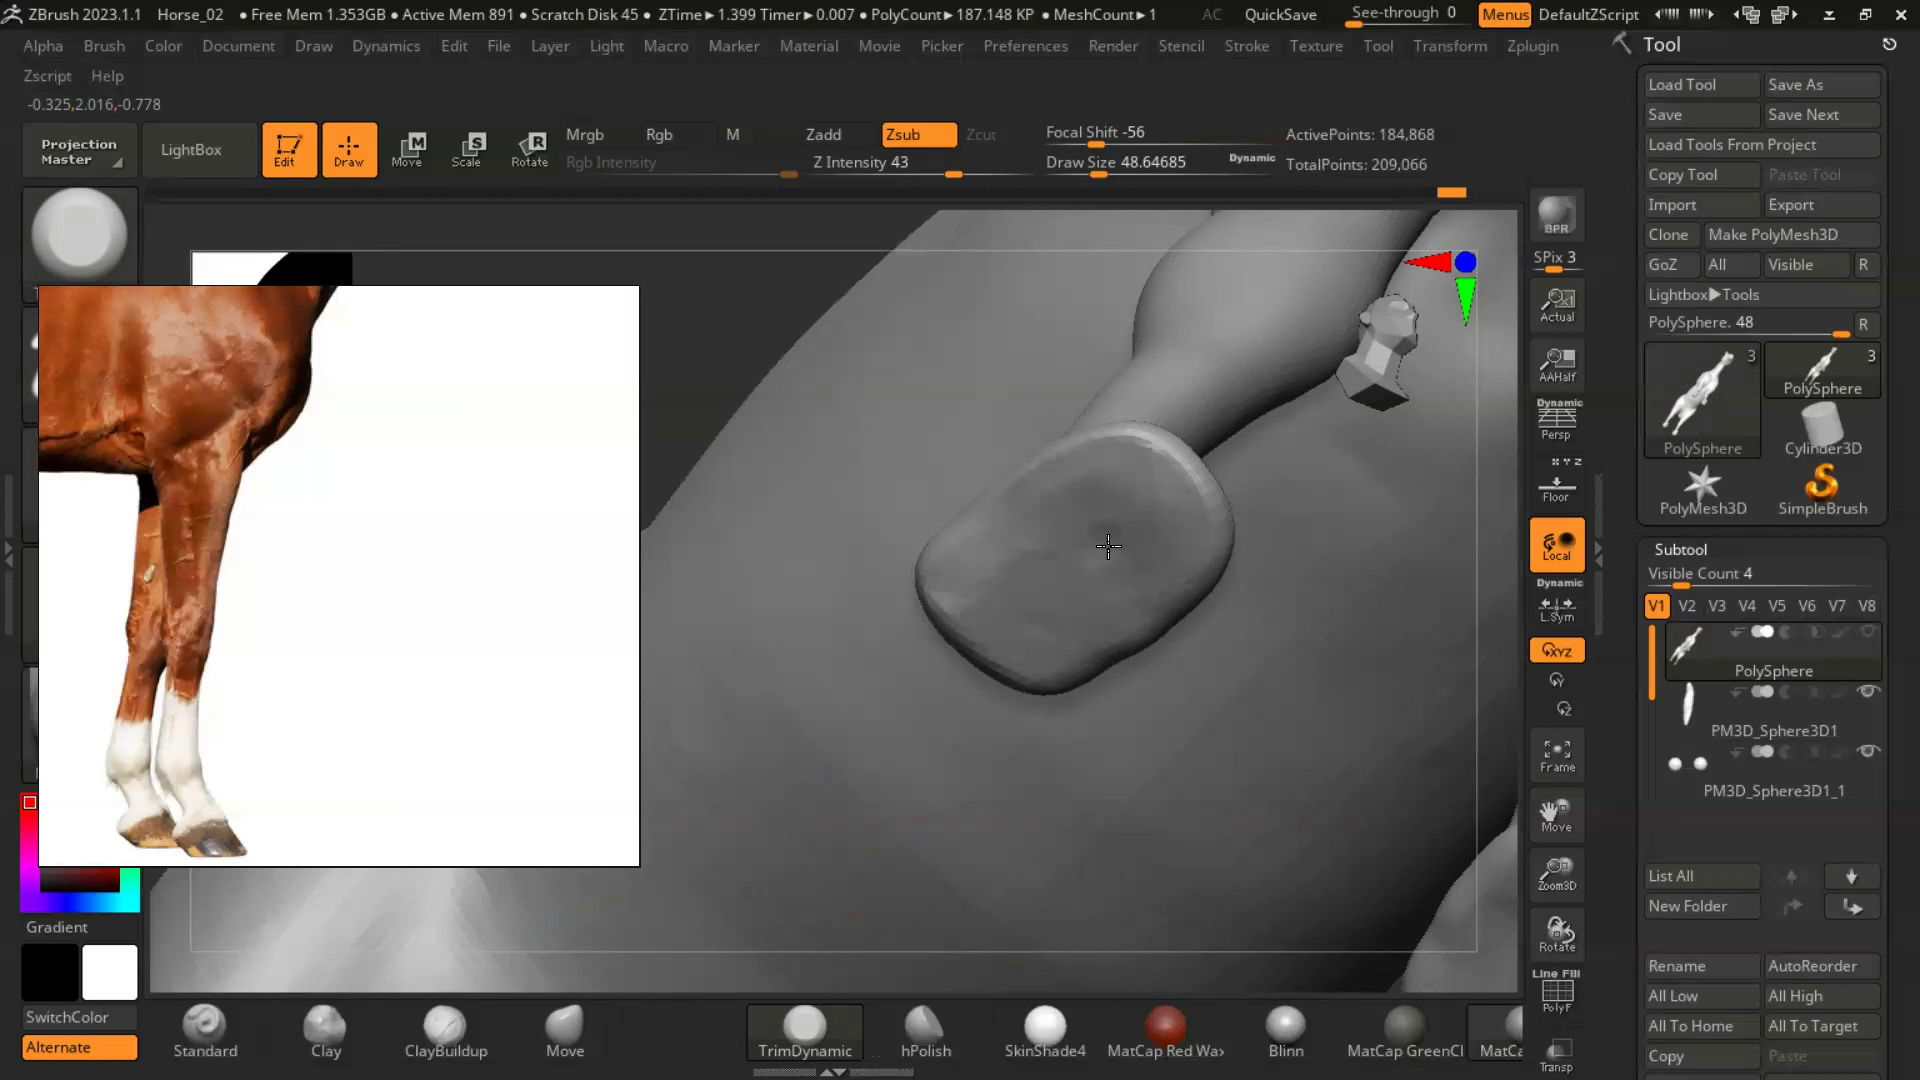 ZBrush 2023.1.1 Horse_02 ● Free Mem 1.353GB ● Active Mem 891 ● Scratch Disk 45 ● ZTime►1.399 Timer►0.007 ● PolyCount►187.148 KP ● MeshCount►1 AC QuickSave See-through 0 Menus DefaultZScript
Alpha Brush Color Document Draw Dynamics Edit File Layer Light Macro Marker Material Movie Picker Preferences Render Stencil Stroke Texture Tool Transform Zplugin
Zscript Help
-0.325,2.016,-0.778
Projection Master
LightBox
Edit
Draw
Move
Scale
Rotate
Mrgb Rgb M
Rgb Intensity
Zadd Zsub Zcut
Z Intensity 43
Focal Shift -56
Draw Size 48.64685
Dynamic
ActivePoints: 184,868
TotalPoints: 209,066
Gradient
SwitchColor
Alternate
Standard
Clay
ClayBuildup
Move
TrimDynamic
hPolish
SkinShade4
MatCap Red Wax
Blinn
MatCap GreenCl
MatCa
BPR
SPix 3
Actual
AAHalf
Dynamic
Persp
X Y Z
Floor
Local
Dynamic
L.Sym
XYZ
Y
Z
Frame
Move
Zoom3D
Rotate
Line Fill
PolyF
Transp
Tool
Load Tool Save As
Save Save Next
Load Tools From Project
Copy Tool Paste Tool
Import Export
Clone Make PolyMesh3D
GoZ All Visible R
Lightbox►Tools
PolySphere. 48 R
3
PolySphere
3
PolySphere
Cylinder3D
PolyMesh3D
SimpleBrush
Subtool
Visible Count 4
V1 V2 V3 V4 V5 V6 V7 V8
PolySphere
PM3D_Sphere3D1
PM3D_Sphere3D1_1
List All
New Folder
Rename AutoReorder
All Low All High
All To Home All To Target
Copy Paste